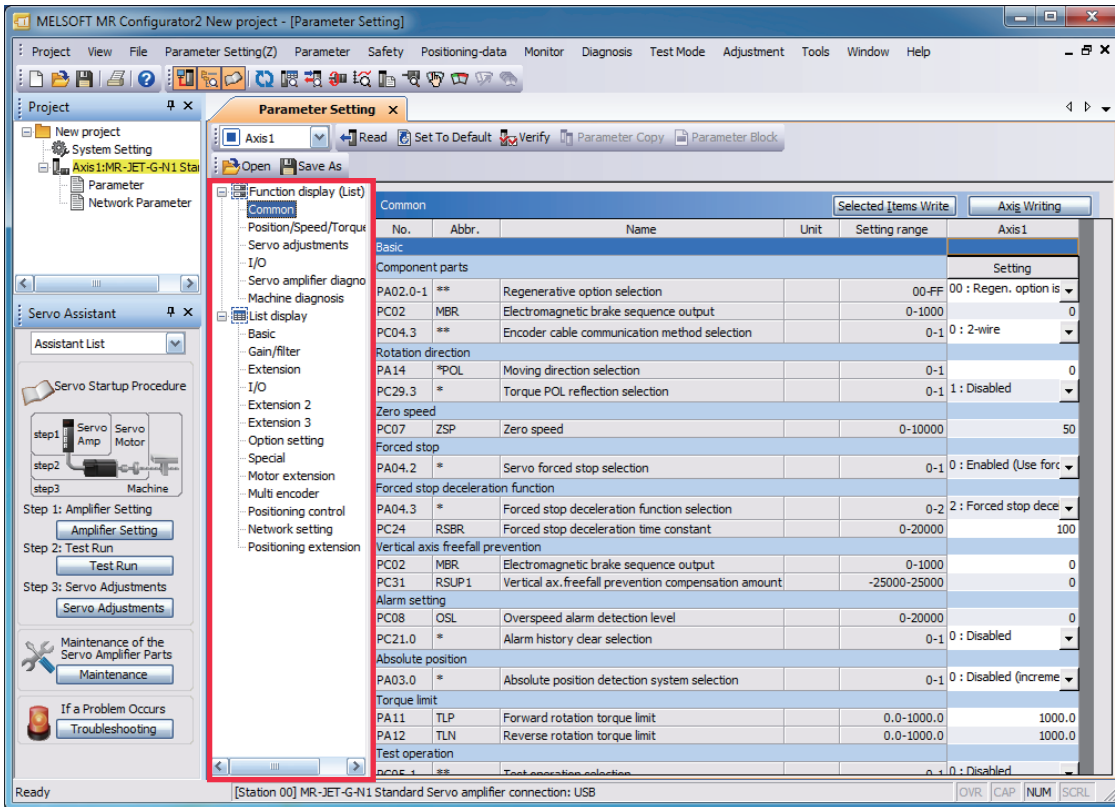 MELSOFT MR Configurator2 New project - [Parameter Setting]
Project View File Parameter Setting(Z) Parameter Safety Positioning-data Monitor Diagnosis Test Mode Adjustment Tools Window Help
Project
New project
System Setting
Axis1:MR-JET-G-N1 Sta
Parameter
Network Parameter
Servo Assistant
Assistant List
Servo Startup Procedure
step1 Servo Amp Servo Motor
step2
step3 Machine
Step 1: Amplifier Setting
Amplifier Setting
Step 2: Test Run
Test Run
Step 3: Servo Adjustments
Servo Adjustments
Maintenance of the
Servo Amplifier Parts
Maintenance
If a Problem Occurs
Troubleshooting
Parameter Setting
Axis1 Read Set To Default Verify Parameter Copy Parameter Block
Open Save As
Function display (List)
Common
Position/Speed/Torque
Servo adjustments
I/O
Servo amplifier diagno
Machine diagnosis
List display
Basic
Gain/filter
Extension
I/O
Extension 2
Extension 3
Option setting
Special
Motor extension
Multi encoder
Positioning control
Network setting
Positioning extension
Common Selected Items Write Axis Writing
No. Abbr. Name Unit Setting range Axis1
Basic
Component parts Setting
PA02.0-1 ** Regenerative option selection 00-FF 00 : Regen. option is
PC02 MBR Electromagnetic brake sequence output 0-1000 0
PC04.3 ** Encoder cable communication method selection 0-1 0 : 2-wire
Rotation direction
PA14 *POL Moving direction selection 0-1 0
PC29.3 * Torque POL reflection selection 0-1 1 : Disabled
Zero speed
PC07 ZSP Zero speed 0-10000 50
Forced stop
PA04.2 * Servo forced stop selection 0-1 0 : Enabled (Use forc
Forced stop deceleration function
PA04.3 * Forced stop deceleration function selection 0-2 2 : Forced stop dece
PC24 RSBR Forced stop deceleration time constant 0-20000 100
Vertical axis freefall prevention
PC02 MBR Electromagnetic brake sequence output 0-1000 0
PC31 RSUP1 Vertical ax.freefall prevention compensation amount -25000-25000 0
Alarm setting
PC08 OSL Overspeed alarm detection level 0-20000 0
PC21.0 * Alarm history clear selection 0-1 0 : Disabled
Absolute position
PA03.0 * Absolute position detection system selection 0-1 0 : Disabled (increme
Torque limit
PA11 TLP Forward rotation torque limit 0.0-1000.0 1000.0
PA12 TLN Reverse rotation torque limit 0.0-1000.0 1000.0
Test operation
PC05.1 ** Test operation selection 0-1 0 : Disabled
Ready [Station 00] MR-JET-G-N1 Standard Servo amplifier connection: USB OVR CAP NUM SCRL